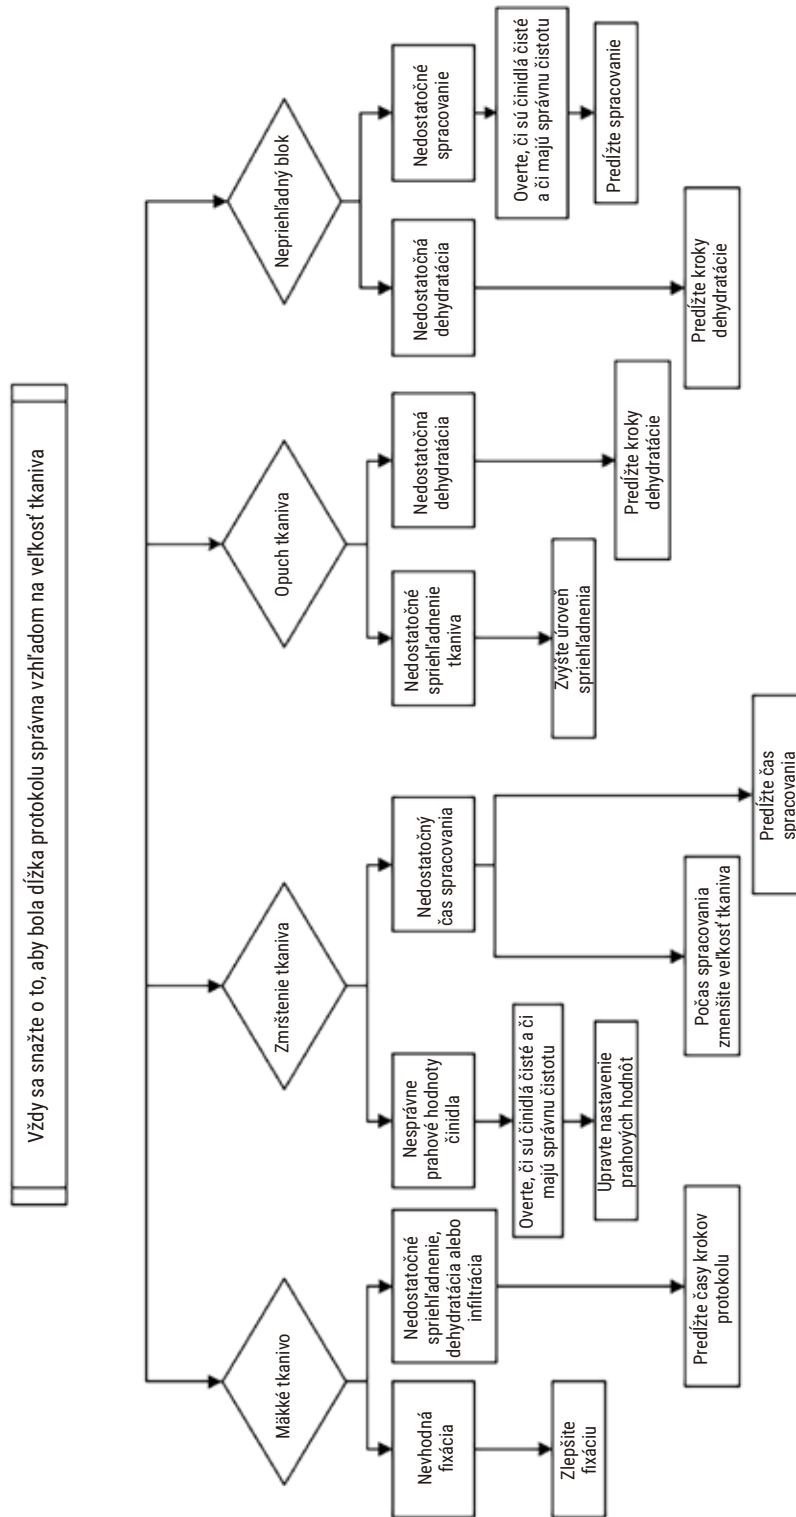 Vždy sa snažte o to, aby bola dĺžka protokolu správna vzhľadom na veľkosť tkaniva
Mäkké tkanivo
Zmrštenie tkaniva
Opuch tkaniva
Nepriehľadný blok
Nevhodná
fixácia
Nedostatočné
spriehľadnenie,
dehydratácia alebo
infiltrácia
Nesprávne
prahové hodnoty
činidla
Nedostatočný
čas spracovania
Nedostatočné
spriehľadnenie
tkaniva
Nedostatočná
dehydratácia
Nedostatočná
dehydratácia
Nedostatočné
spracovanie
Overte, či sú činidlá čisté a či
majú správnu čistotu
Overte, či sú činidlá čisté
a či majú správnu čistotu
Zlepšite
fixáciu
Upravte nastavenie
prahových hodnôt
Zvýšte úroveň
spriehľadnenia
Predĺžte kroky
dehydratácie
Predĺžte spracovanie
Predĺžte časy krokov
protokolu
Počas spracovania
zmenšite veľkosť tkaniva
Predĺžte čas
spracovania
Predĺžte kroky
dehydratácie